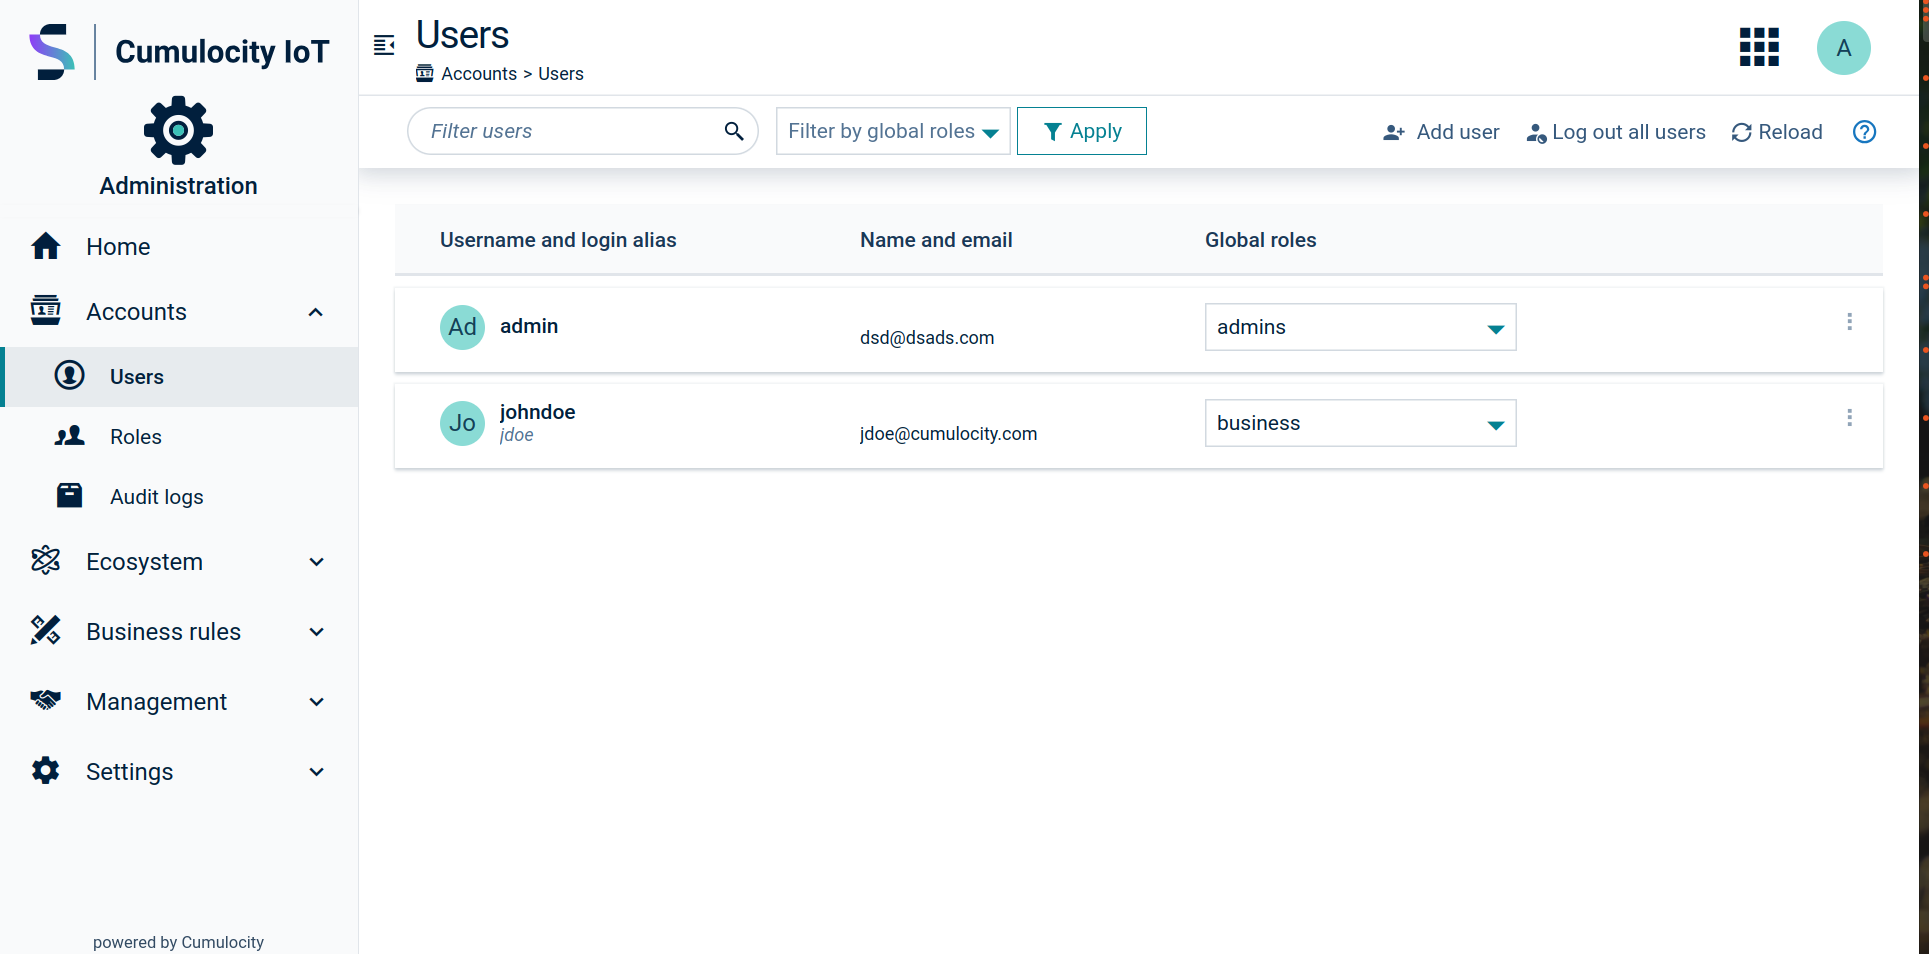 Cumulocity IoT
Administration
Home
Accounts
Users
Roles
Audit logs
Ecosystem
Business rules
Management
Settings
powered by Cumulocity
Users
Accounts > Users
A
Filter users
Filter by global roles
Apply
Add user
Log out all users
Reload
Username and login alias
Name and email
Global roles
Ad
admin
dsd@dsads.com
admins
Jo
johndoe
jdoe
jdoe@cumulocity.com
business